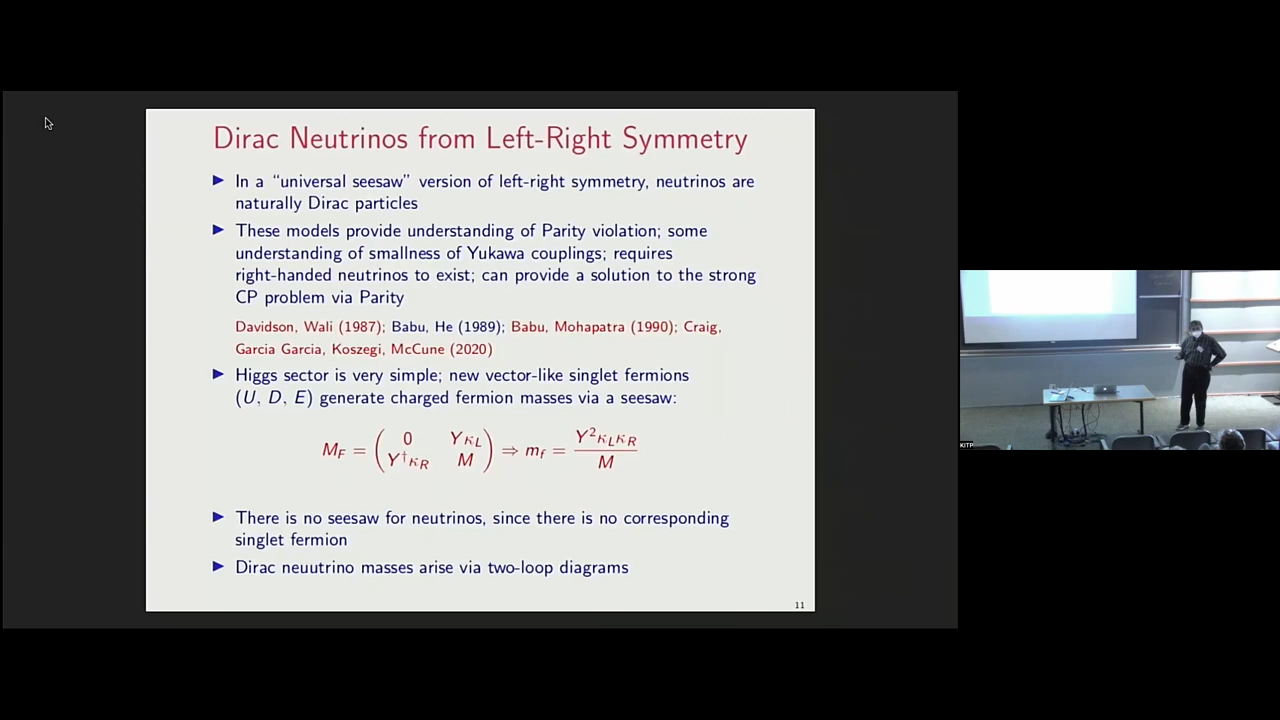 Dirac Neutrinos from Left-Right Symmetry
▶ In a “universal seesaw” version of left-right symmetry, neutrinos are
naturally Dirac particles
▶ These models provide understanding of Parity violation; some
understanding of smallness of Yukawa couplings; requires
right-handed neutrinos to exist; can provide a solution to the strong
CP problem via Parity
Davidson, Wali (1987); Babu, He (1989); Babu, Mohapatra (1990); Craig,
Garcia Garcia, Koszegi, McCune (2020)
▶ Higgs sector is very simple; new vector-like singlet fermions
(U, D, E) generate charged fermion masses via a seesaw:
M_F = ( 0 Yκ_L ; Y†κ_R M ) ⇒ m_f = Y²κ_Lκ_R / M
▶ There is no seesaw for neutrinos, since there is no corresponding
singlet fermion
▶ Dirac neuutrino masses arise via two-loop diagrams
11
KITP